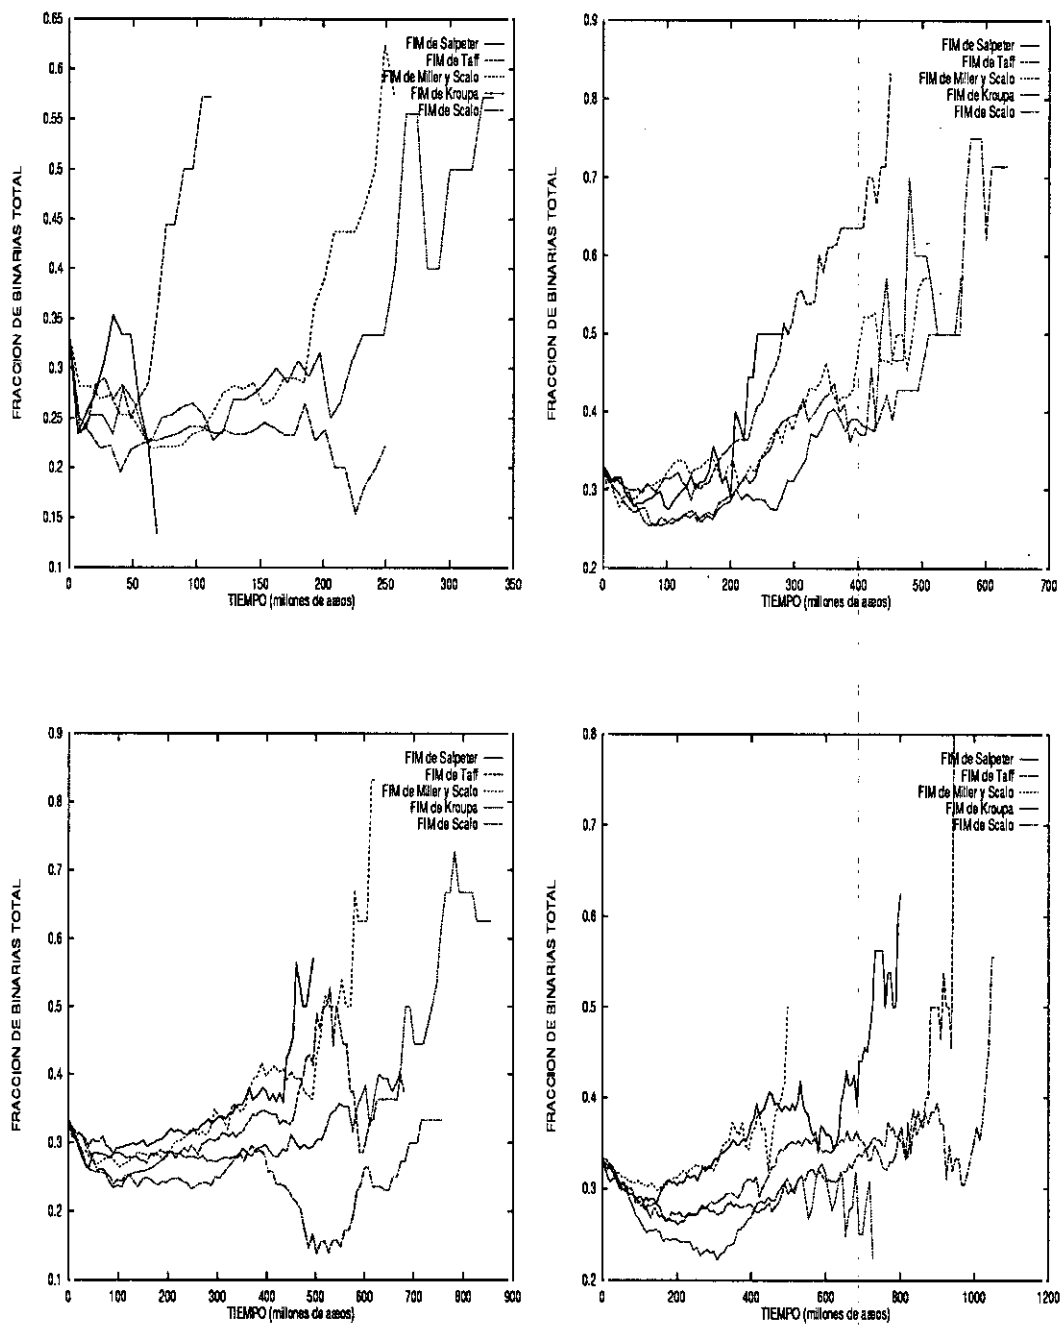 0.65
0.6
0.55
0.5
0.45
0.4
0.35
0.3
0.25
0.2
0.15
0.1
0 50 100 150 200 250 300 350
FRACCION DE BINARIAS TOTAL
TIEMPO (millones de aæos)
FIM de Salpeter
FIM de Taff
FIM de Miller y Scalo
FIM de Kroupa
FIM de Scalo
0.9
0.8
0.7
0.6
0.5
0.4
0.3
0.2
0 100 200 300 400 500 600 700
FRACCION DE BINARIAS TOTAL
TIEMPO (millones de aæos)
FIM de Salpeter
FIM de Taff
FIM de Miller y Scalo
FIM de Kroupa
FIM de Scalo
0.9
0.8
0.7
0.6
0.5
0.4
0.3
0.2
0.1
0 100 200 300 400 500 600 700 800 900
FRACCION DE BINARIAS TOTAL
TIEMPO (millones de aæos)
FIM de Salpeter
FIM de Taff
FIM de Miller y Scalo
FIM de Kroupa
FIM de Scalo
0.8
0.7
0.6
0.5
0.4
0.3
0.2
0 200 400 600 800 1000 1200
FRACCION DE BINARIAS TOTAL
TIEMPO (millones de aæos)
FIM de Salpeter
FIM de Taff
FIM de Miller y Scalo
FIM de Kroupa
FIM de Scalo